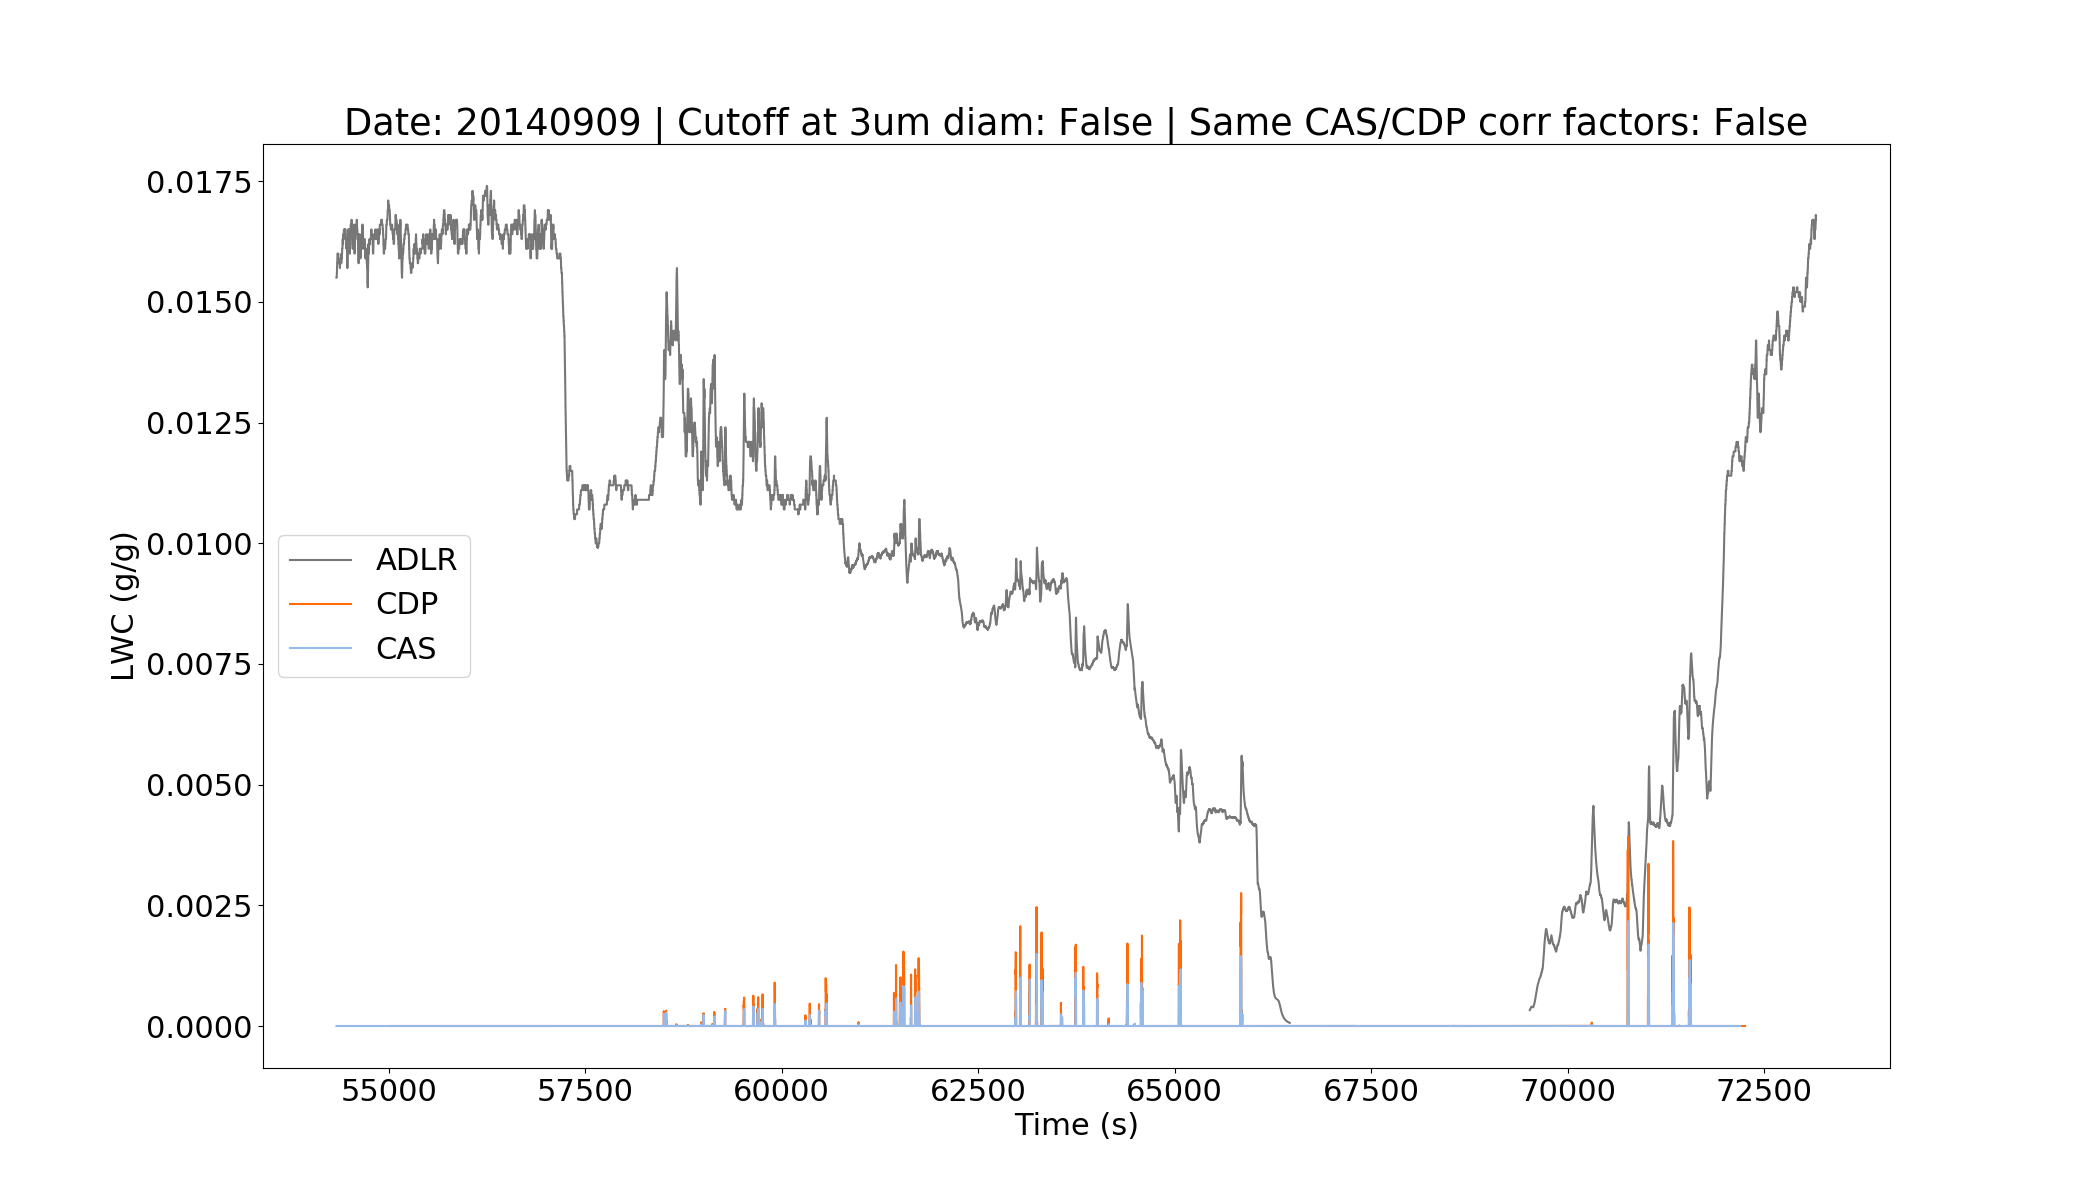 Date: 20140909 | Cutoff at 3um diam: False | Same CAS/CDP corr factors: False
0.0175
0.0150
0.0125
0.0100
0.0075
0.0050
0.0025
0.0000
LWC (g/g)
ADLR
CDP
CAS
55000 57500 60000 62500 65000 67500 70000 72500
Time (s)